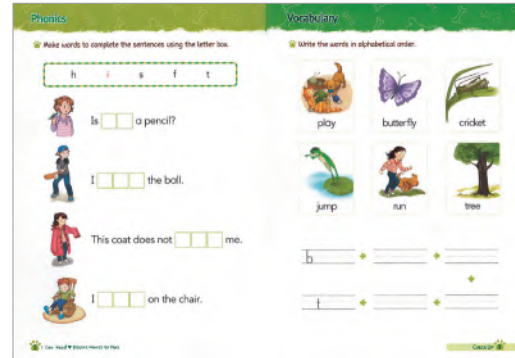 Phonics
Make words to complete the sentences using the letter box.
h i s f t
Is a pencil?
I the ball.
This coat does not me.
I on the chair.
Vocabulary
Write the words in alphabetical order.
play butterfly cricket
jump run tree
b
t